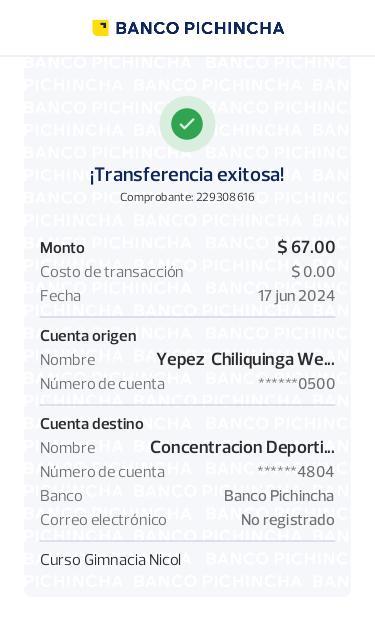 BANCO PICHINCHA
¡Transferencia exitosa!
Comprobante: 229308616
Monto $ 67.00
Costo de transacción $ 0.00
Fecha 17 jun 2024
Cuenta origen
Nombre Yepez Chiliquinga We...
Número de cuenta ******0500
Cuenta destino
Nombre Concentracion Deporti...
Número de cuenta ******4804
Banco Banco Pichincha
Correo electrónico No registrado
Curso Gimnacia Nicol